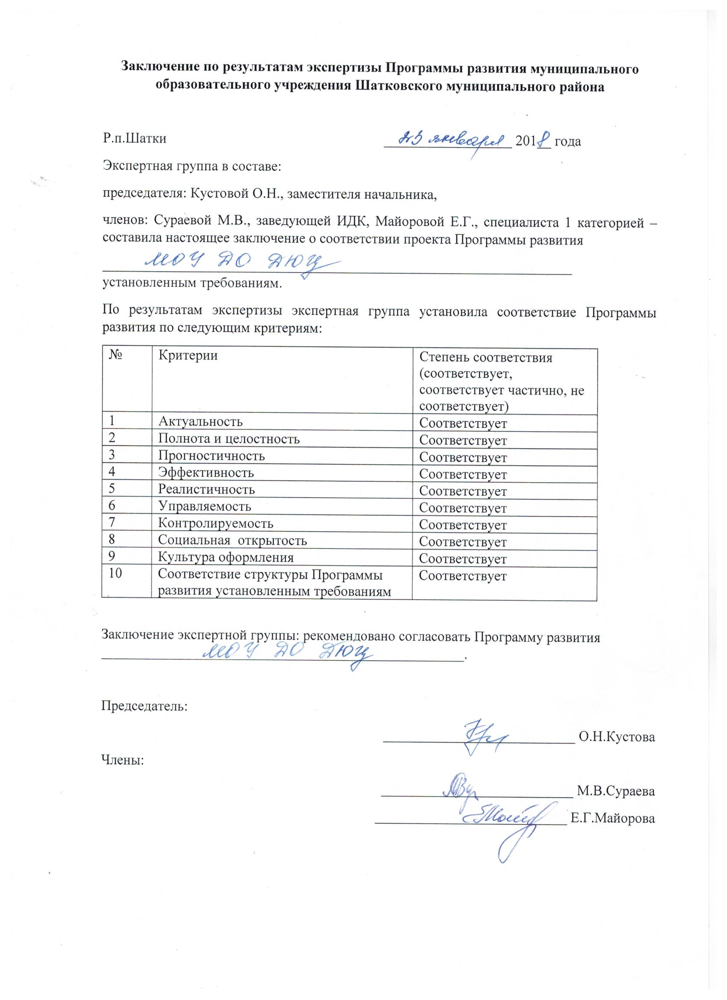 Заключение по результатам экспертизы Программы развития муниципального
образовательного учреждения Шатковского муниципального района
Р.п.Шатки 23 января 2018 года
Экспертная группа в составе:
председателя: Кустовой О.Н., заместителя начальника,
членов: Сураевой М.В., заведующей ИДК, Майоровой Е.Г., специалиста 1 категорией –
составила настоящее заключение о соответствии проекта Программы развития
МОУ ДО ДЮЦ
установленным требованиям.
По результатам экспертизы экспертная группа установила соответствие Программы
развития по следующим критериям:
№ Критерии Степень соответствия
(соответствует,
соответствует частично, не
соответствует)
1 Актуальность Соответствует
2 Полнота и целостность Соответствует
3 Прогностичность Соответствует
4 Эффективность Соответствует
5 Реалистичность Соответствует
6 Управляемость Соответствует
7 Контролируемость Соответствует
8 Социальная открытость Соответствует
9 Культура оформления Соответствует
10 Соответствие структуры Программы Соответствует
развития установленным требованиям
Заключение экспертной группы: рекомендовано согласовать Программу развития
МОУ ДО ДЮЦ.
Председатель:
О.Н.Кустова
Члены:
М.В.Сураева
Е.Г.Майорова